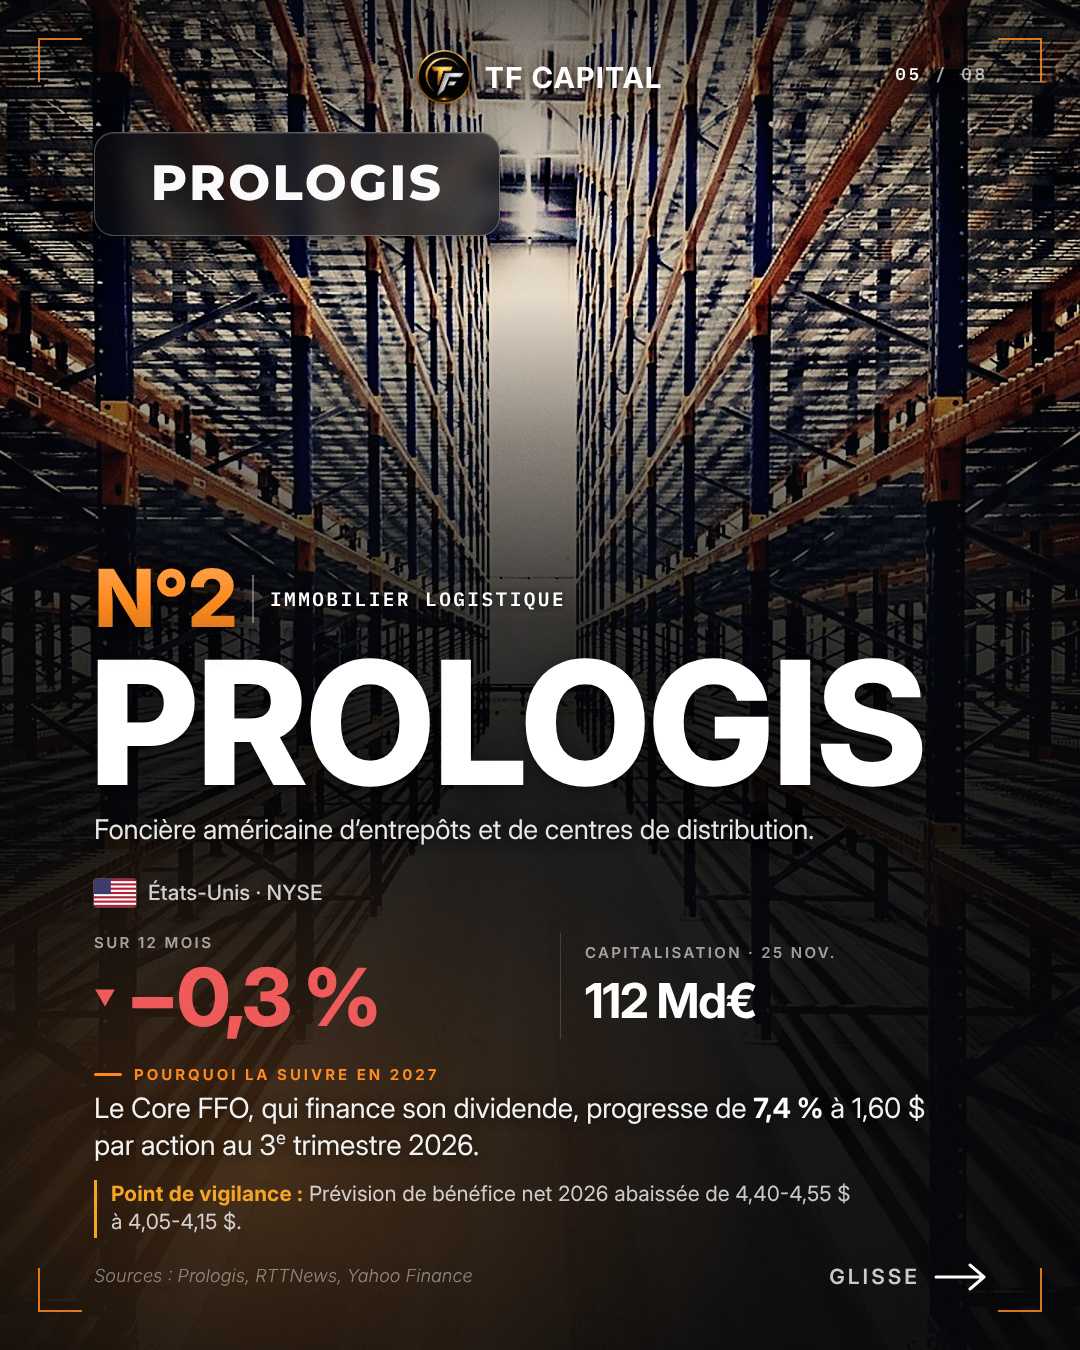 TF CAPITAL
05 / 08
PROLOGIS
N°2
IMMOBILIER LOGISTIQUE
PROLOGIS
Foncière américaine d’entrepôts et de centres de distribution.
États-Unis · NYSE
SUR 12 MOIS
▼ –0,3 %
CAPITALISATION · 25 NOV.
112 Md€
POURQUOI LA SUIVRE EN 2027
Le Core FFO, qui finance son dividende, progresse de 7,4 % à 1,60 $
par action au 3e trimestre 2026.
Point de vigilance : Prévision de bénéfice net 2026 abaissée de 4,40-4,55 $
à 4,05-4,15 $.
Sources : Prologis, RTTNews, Yahoo Finance
GLISSE